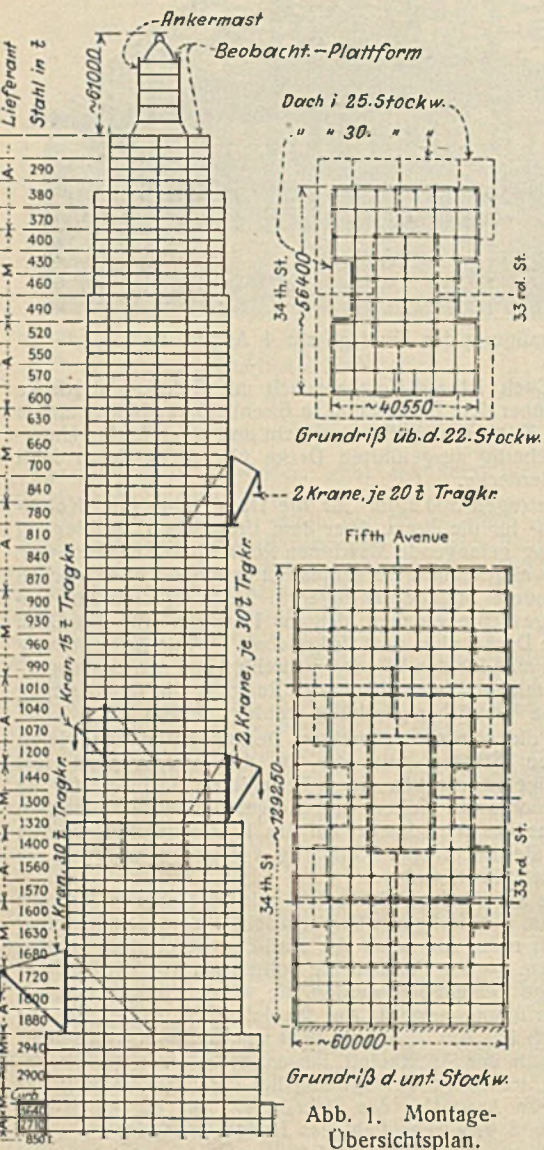 Lieferant
Stahl in t
~61000
Ankermast
Beobacht.-Plattform
A
290
380
370
400
430
M
460
490
520
A
550
570
600
630
M
660
700
840
780
A
810
840
870
900
M
930
960
990
1010
A
1040
1070
1200
1440
M
1300
1320
1400
A
1560
1570
1600
M
1630
1680
1720
A
1800
1880
M
2940
2900
Curb
2710
850 t.
Kran, 15 t Tragkr.
Kran, 30 t Tragkr.
2 Krane, je 30 t Trgkr.
2 Krane, je 20 t Tragkr.
Dach i 25. Stockw.
" " 30. " "
34 th. St.
~56400
33 rd. St.
~40550
Grundriß üb. d. 22. Stockw.
Fifth Avenue
34 th. St
~129250
33 rd. St.
~60000
Grundriß d. unt. Stockw.
Abb. 1. Montage-
Übersichtsplan.